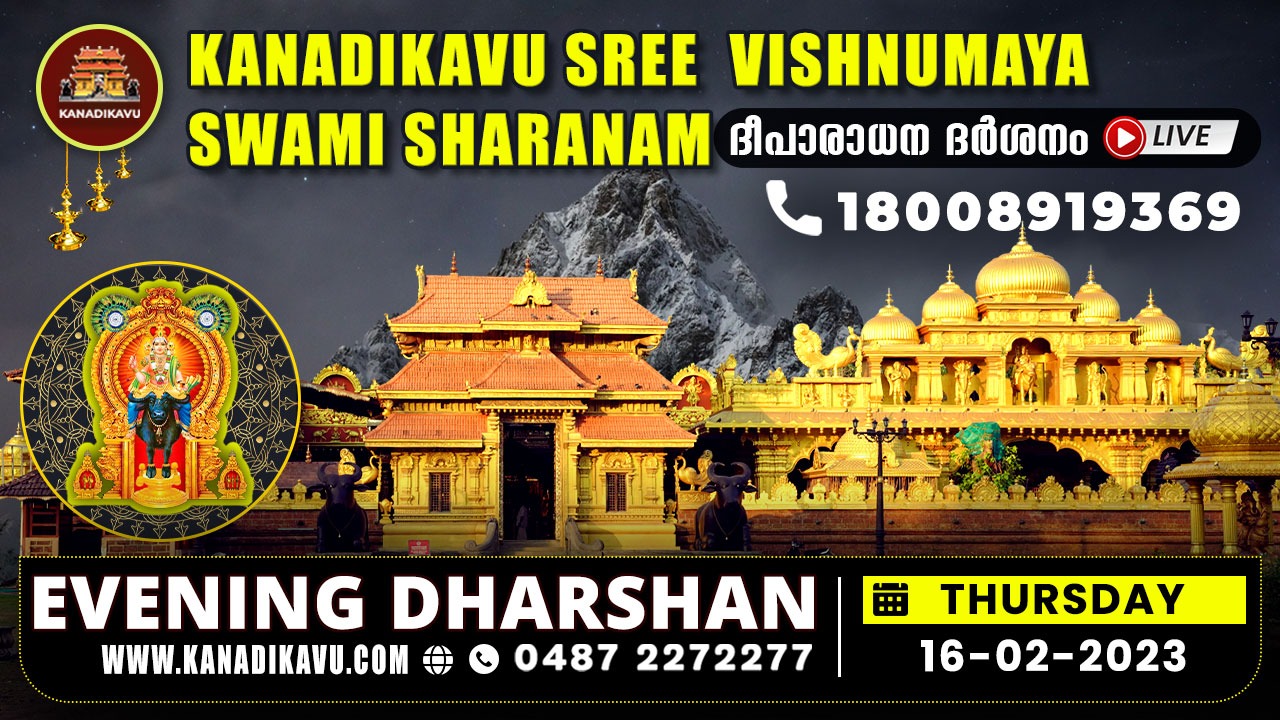 KANADIKAVU
KANADIKAVU SREE VISHNUMAYA
SWAMI SHARANAM
ദീപാരാധന ദർശനം LIVE
18008919369
EVENING DHARSHAN
WWW.KANADIKAVU.COM 0487 2272277
THURSDAY
16-02-2023